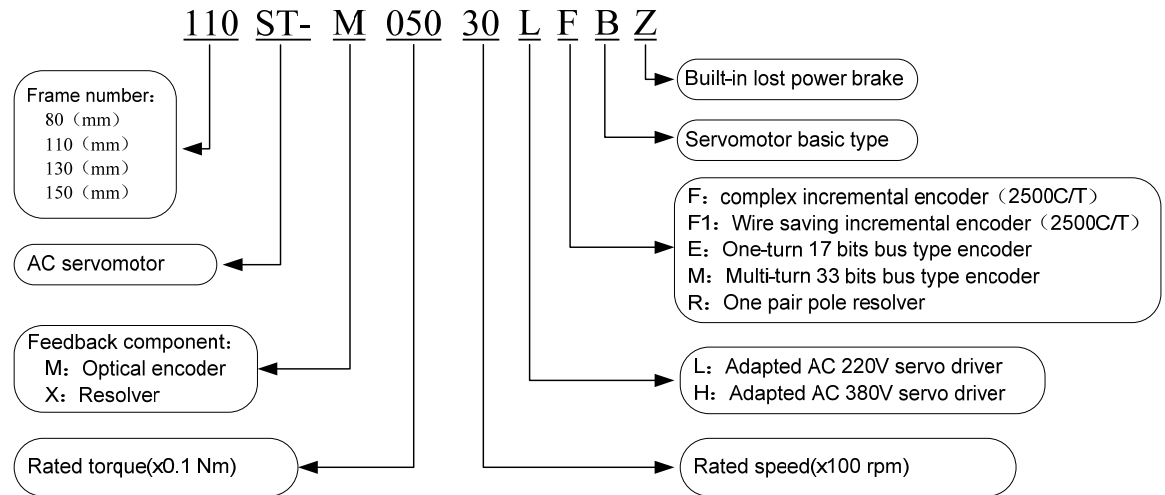 110 ST- M 050 30 L F B Z
Frame number：
80（mm）
110（mm）
130（mm）
150（mm）
AC servomotor
Feedback component：
M：Optical encoder
X：Resolver
Rated torque(x0.1 Nm)
Built-in lost power brake
Servomotor basic type
F：complex incremental encoder（2500C/T）
F1：Wire saving incremental encoder（2500C/T）
E：One-turn 17 bits bus type encoder
M：Multi-turn 33 bits bus type encoder
R：One pair pole resolver
L：Adapted AC 220V servo driver
H：Adapted AC 380V servo driver
Rated speed(x100 rpm)